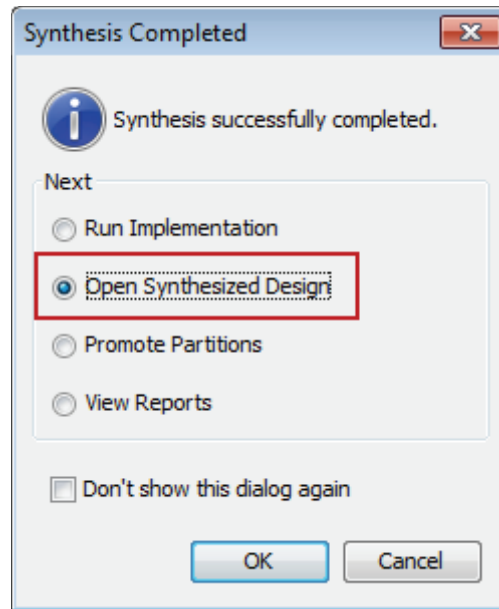 Synthesis Completed
Synthesis successfully completed.
Next
Run Implementation
Open Synthesized Design
Promote Partitions
View Reports
Don't show this dialog again
OK
Cancel